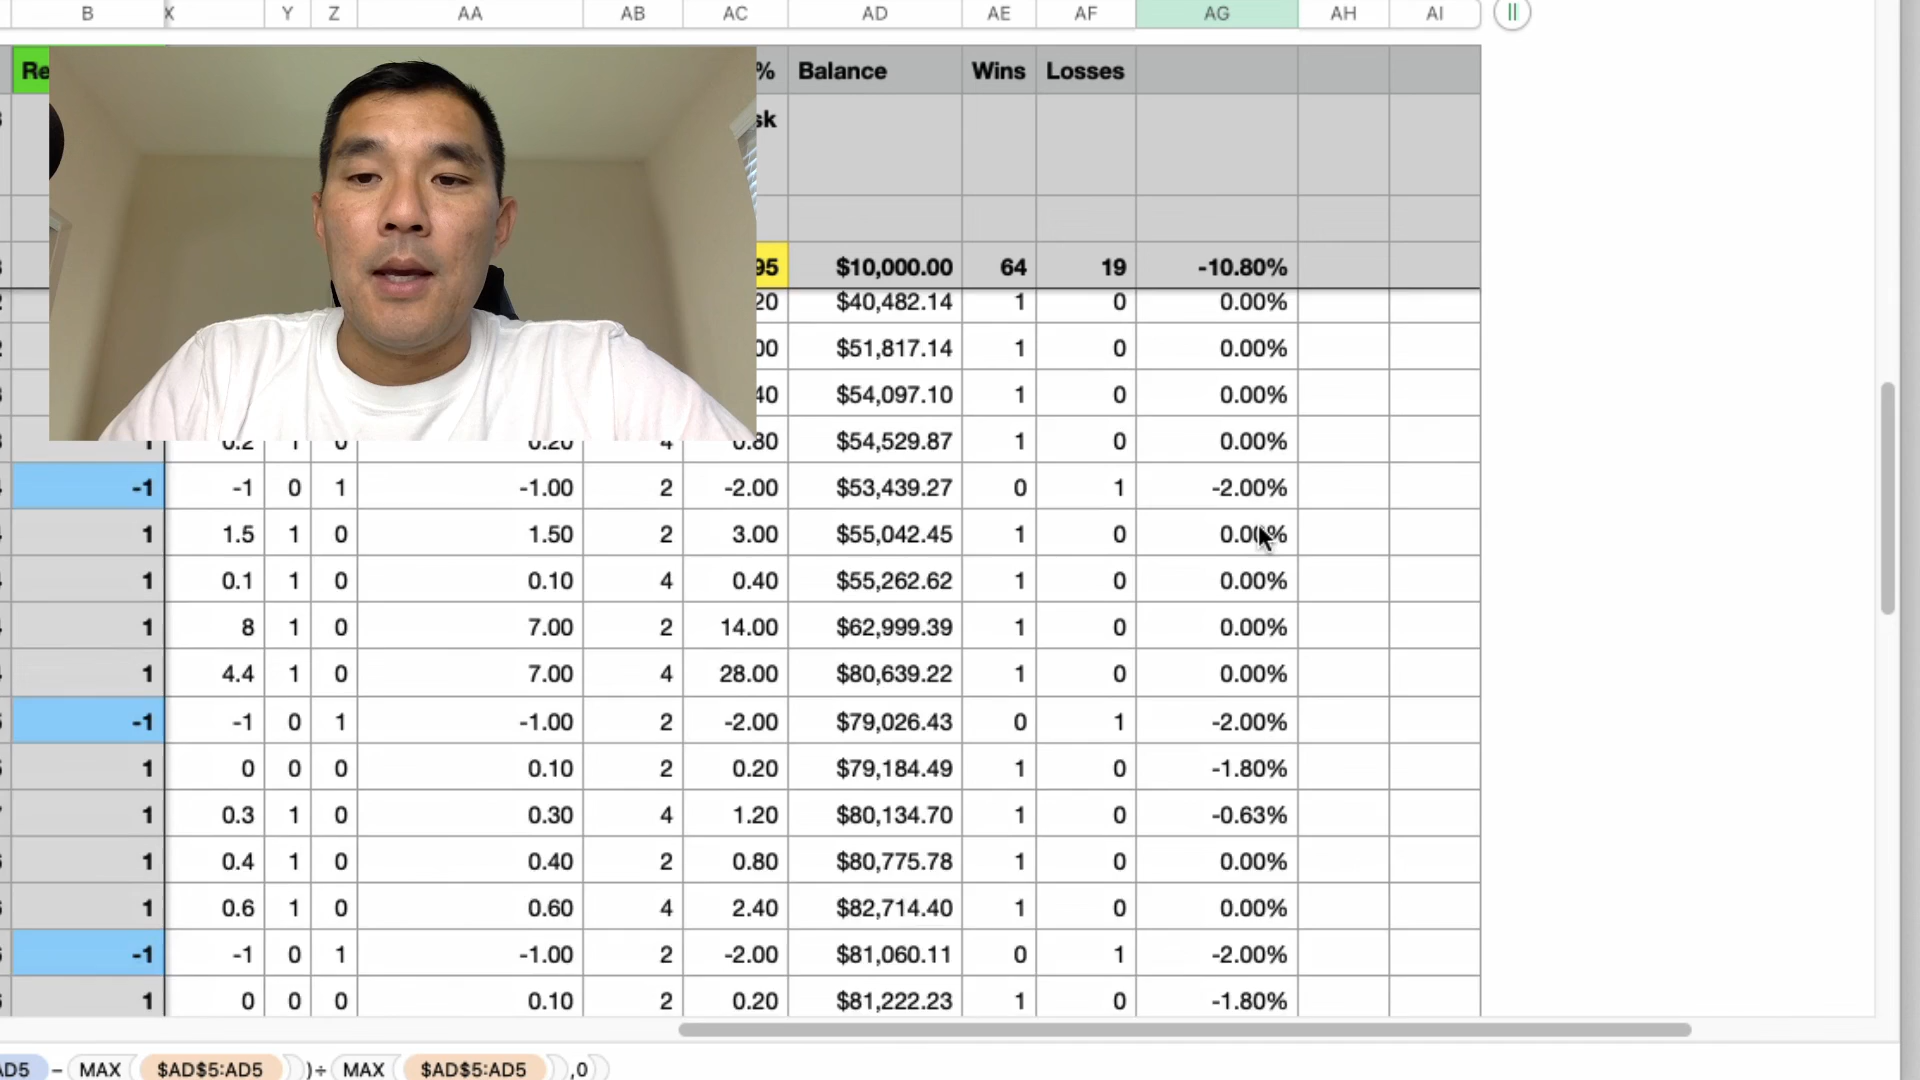 B X Y Z AA AB AC AD AE AF AG AH AI
Re % Balance Wins Losses
sk
95 $10,000.00 64 19 -10.80%
20 $40,482.14 1 0 0.00%
00 $51,817.14 1 0 0.00%
40 $54,097.10 1 0 0.00%
1 0.2 1 0 0.20 4 0.80 $54,529.87 1 0 0.00%
-1 -1 0 1 -1.00 2 -2.00 $53,439.27 0 1 -2.00%
1 1.5 1 0 1.50 2 3.00 $55,042.45 1 0 0.00%
1 0.1 1 0 0.10 4 0.40 $55,262.62 1 0 0.00%
1 8 1 0 7.00 2 14.00 $62,999.39 1 0 0.00%
1 4.4 1 0 7.00 4 28.00 $80,639.22 1 0 0.00%
-1 -1 0 1 -1.00 2 -2.00 $79,026.43 0 1 -2.00%
1 0 0 0 0.10 2 0.20 $79,184.49 1 0 -1.80%
1 0.3 1 0 0.30 4 1.20 $80,134.70 1 0 -0.63%
1 0.4 1 0 0.40 2 0.80 $80,775.78 1 0 0.00%
1 0.6 1 0 0.60 4 2.40 $82,714.40 1 0 0.00%
-1 -1 0 1 -1.00 2 -2.00 $81,060.11 0 1 -2.00%
1 0 0 0 0.10 2 0.20 $81,222.23 1 0 -1.80%
AD5 − MAX ( $AD$5:AD5 ) ) ÷ MAX ( $AD$5:AD5 ) ,0 )